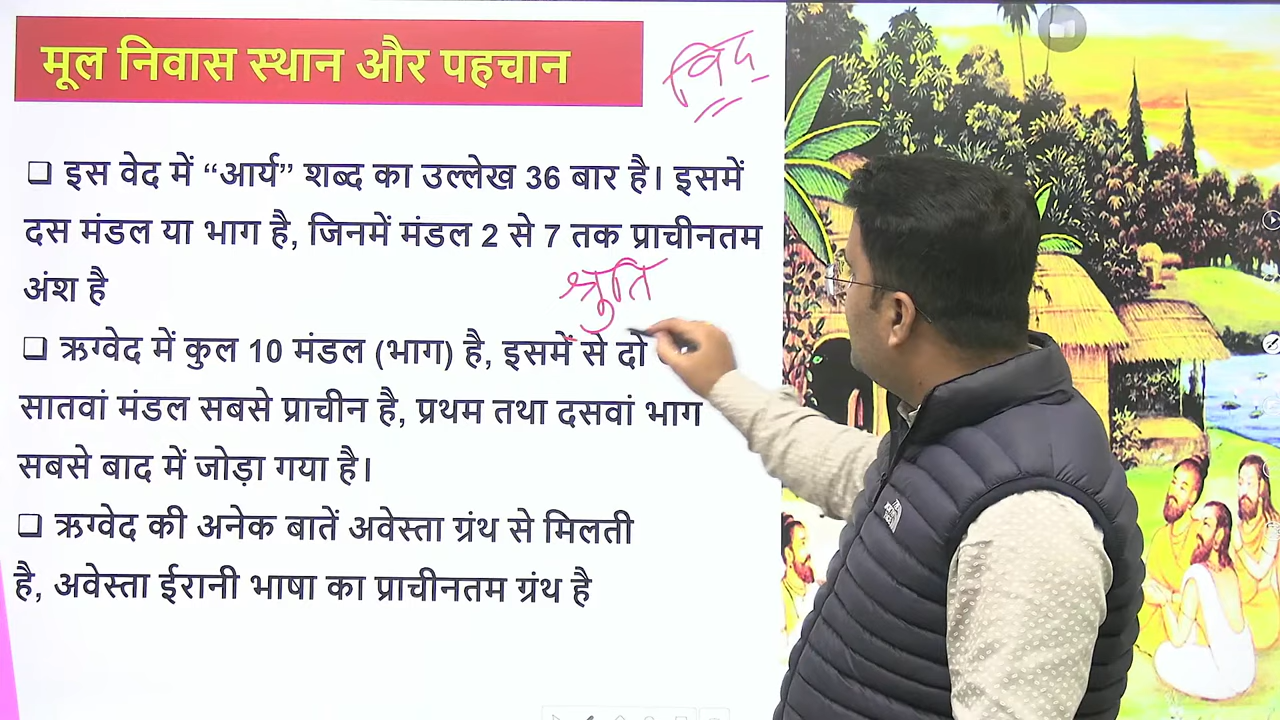 मूल निवास स्थान और पहचान
विद्
❑ इस वेद में “आर्य” शब्द का उल्लेख 36 बार है। इसमें
दस मंडल या भाग है, जिनमें मंडल 2 से 7 तक प्राचीनतम
अंश है
श्रुति
❑ ऋग्वेद में कुल 10 मंडल (भाग) है, इसमें से दो
सातवां मंडल सबसे प्राचीन है, प्रथम तथा दसवां भाग
सबसे बाद में जोड़ा गया है।
❑ ऋग्वेद की अनेक बातें अवेस्ता ग्रंथ से मिलती
है, अवेस्ता ईरानी भाषा का प्राचीनतम ग्रंथ है